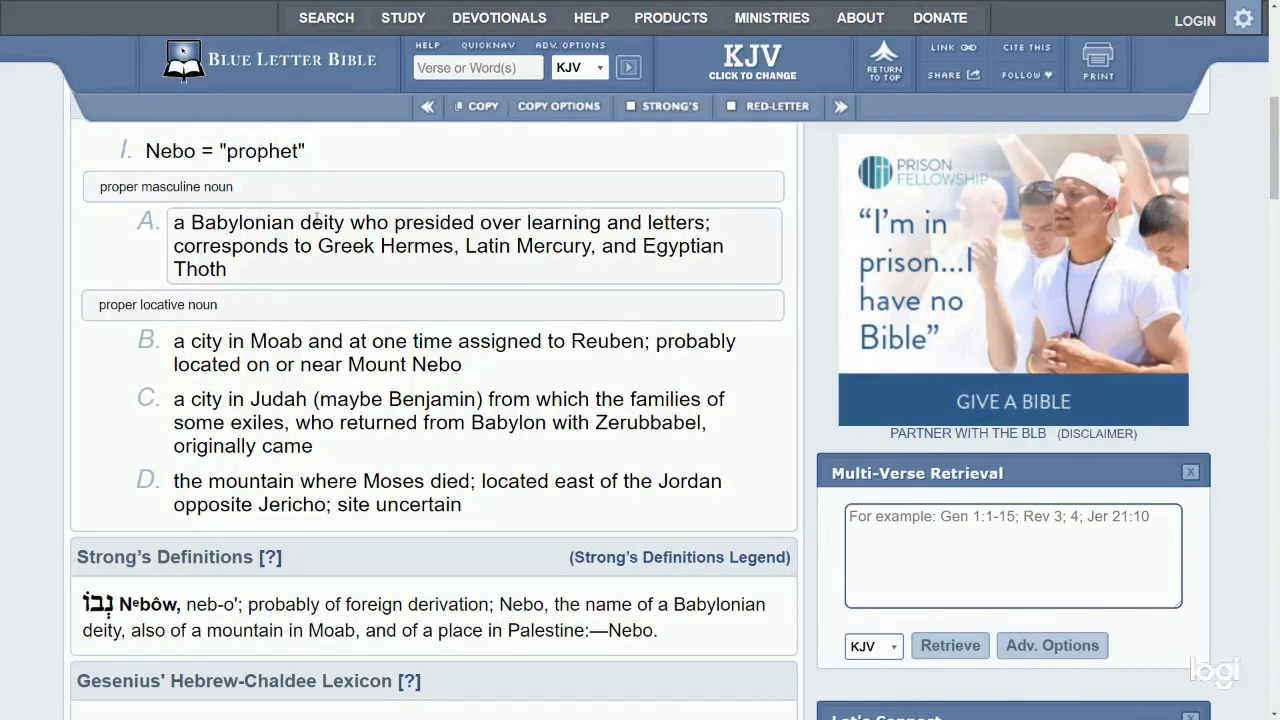 SEARCH STUDY DEVOTIONALS HELP PRODUCTS MINISTRIES ABOUT DONATE LOGIN
BLUE LETTER BIBLE
HELP QUICKNAV ADV. OPTIONS
Verse or Word(s) KJV
KJV
CLICK TO CHANGE
RETURN
TO TOP
LINK CITE THIS
SHARE FOLLOW
PRINT
COPY COPY OPTIONS STRONG'S RED-LETTER
I. Nebo = "prophet"
proper masculine noun
A. a Babylonian deity who presided over learning and letters;
corresponds to Greek Hermes, Latin Mercury, and Egyptian
Thoth
proper locative noun
B. a city in Moab and at one time assigned to Reuben; probably
located on or near Mount Nebo
C. a city in Judah (maybe Benjamin) from which the families of
some exiles, who returned from Babylon with Zerubbabel,
originally came
D. the mountain where Moses died; located east of the Jordan
opposite Jericho; site uncertain
Strong's Definitions [?] (Strong's Definitions Legend)
נְבוֹ Nᵉbôw, neb-o'; probably of foreign derivation; Nebo, the name of a Babylonian
deity, also of a mountain in Moab, and of a place in Palestine:—Nebo.
Gesenius' Hebrew-Chaldee Lexicon [?]
PRISON
FELLOWSHIP
“I'm in
prison...I
have no
Bible”
GIVE A BIBLE
PARTNER WITH THE BLB (DISCLAIMER)
Multi-Verse Retrieval X
For example: Gen 1:1-15; Rev 3; 4; Jer 21:10
KJV Retrieve Adv. Options
logi
Let's Connect